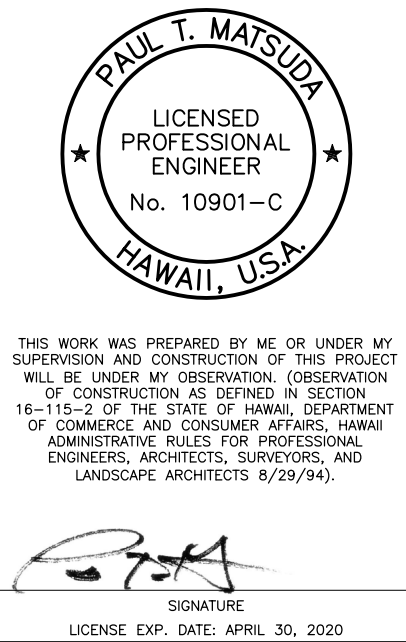 PAUL T. MATSUDA
LICENSED
PROFESSIONAL
ENGINEER
No. 10901-C
HAWAII, U.S.A.
THIS WORK WAS PREPARED BY ME OR UNDER MY
SUPERVISION AND CONSTRUCTION OF THIS PROJECT
WILL BE UNDER MY OBSERVATION. (OBSERVATION
OF CONSTRUCTION AS DEFINED IN SECTION
16-115-2 OF THE STATE OF HAWAII, DEPARTMENT
OF COMMERCE AND CONSUMER AFFAIRS, HAWAII
ADMINISTRATIVE RULES FOR PROFESSIONAL
ENGINEERS, ARCHITECTS, SURVEYORS, AND
LANDSCAPE ARCHITECTS 8/29/94).
SIGNATURE
LICENSE EXP. DATE: APRIL 30, 2020